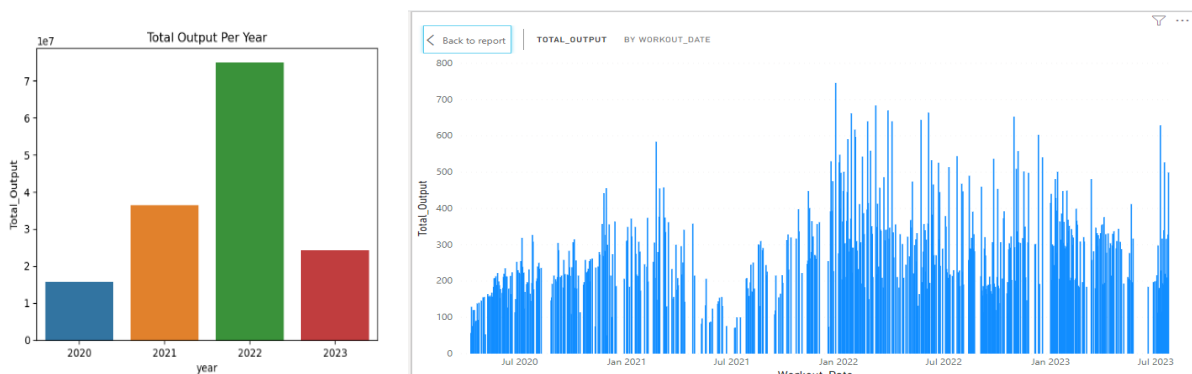 Total Output Per Year
1e7
7
6
5
4
3
2
1
0
Total_Output
2020 2021 2022 2023
year
Back to report TOTAL_OUTPUT BY WORKOUT_DATE
800
700
600
500
400
300
200
100
0
Total_Output
Jul 2020 Jan 2021 Jul 2021 Jan 2022 Jul 2022 Jan 2023 Jul 2023
Workout_Date